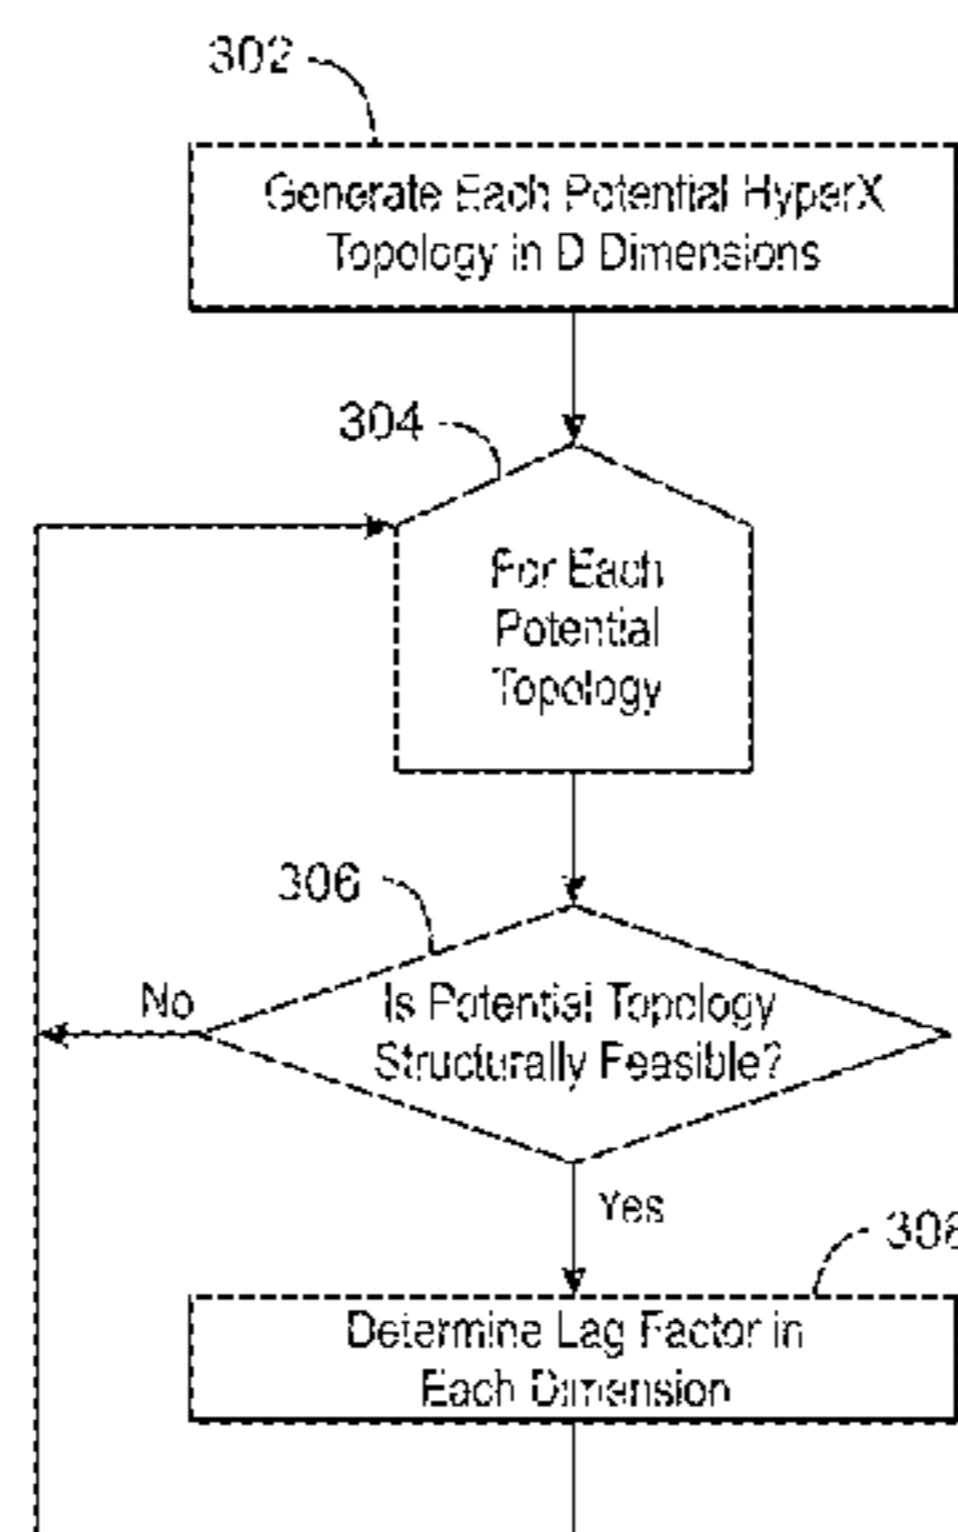 302
Generate Each Potential HyperX
Topology in D Dimensions
304
For Each
Potential
Topology
306
No
Is Potential Topology
Structurally Feasible?
Yes
Determine Lag Factor in
Each Dimension